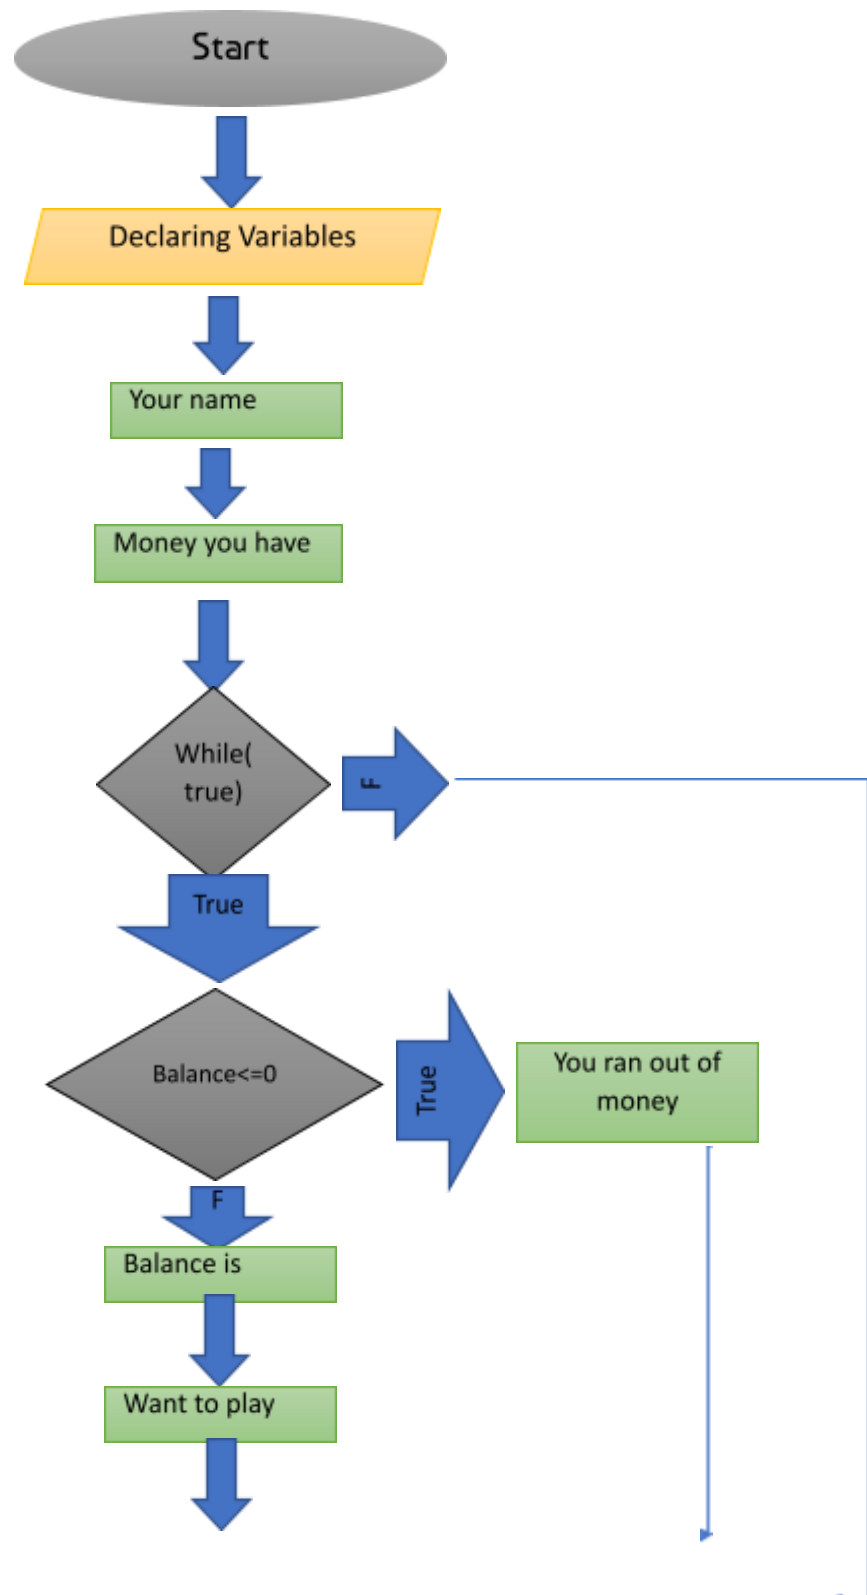 Start
Declaring Variables
Your name
Money you have
While(
true)
F
True
Balance<=0
True
You ran out of
money
F
Balance is
Want to play